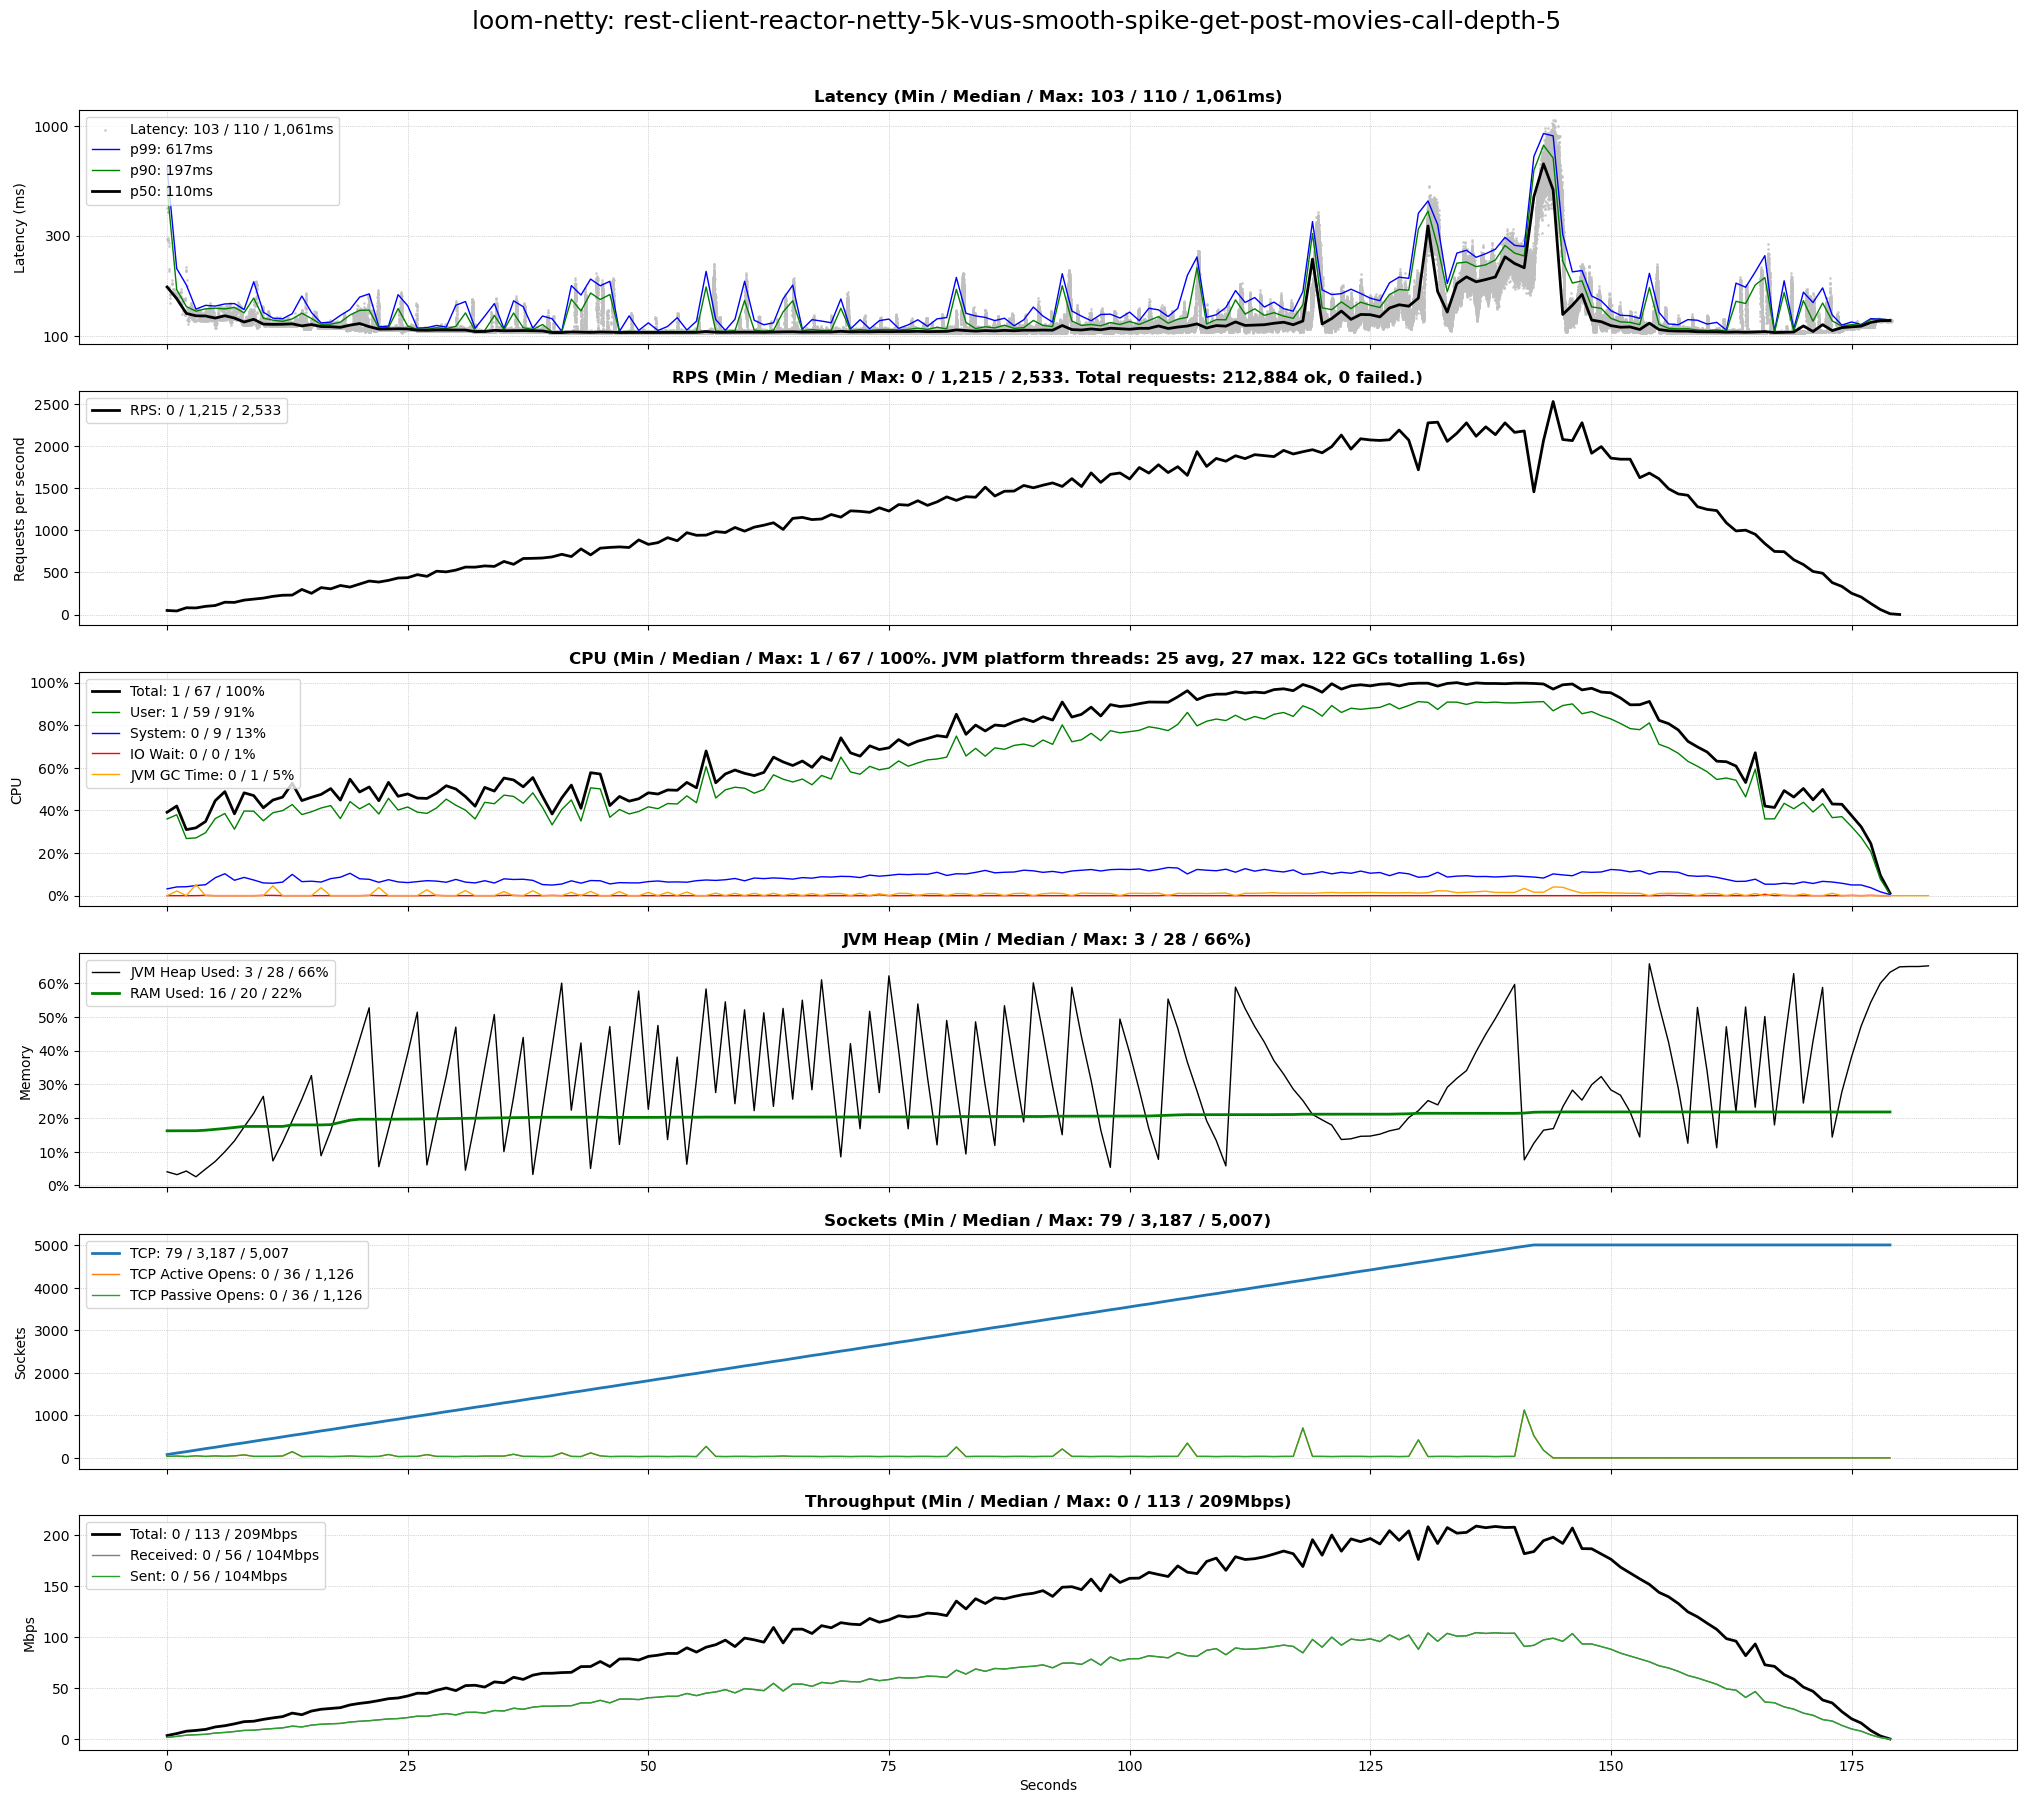 loom-netty: rest-client-reactor-netty-5k-vus-smooth-spike-get-post-movies-call-depth-5
Latency (Min / Median / Max: 103 / 110 / 1,061ms)
Latency: 103 / 110 / 1,061ms
p99: 617ms
p90: 197ms
p50: 110ms
1000
300
100
Latency (ms)
RPS (Min / Median / Max: 0 / 1,215 / 2,533. Total requests: 212,884 ok, 0 failed.)
RPS: 0 / 1,215 / 2,533
2500
2000
1500
1000
500
0
Requests per second
CPU (Min / Median / Max: 1 / 67 / 100%. JVM platform threads: 25 avg, 27 max. 122 GCs totalling 1.6s)
Total: 1 / 67 / 100%
User: 1 / 59 / 91%
System: 0 / 9 / 13%
IO Wait: 0 / 0 / 1%
JVM GC Time: 0 / 1 / 5%
100%
80%
60%
40%
20%
0%
CPU
JVM Heap (Min / Median / Max: 3 / 28 / 66%)
JVM Heap Used: 3 / 28 / 66%
RAM Used: 16 / 20 / 22%
60%
50%
40%
30%
20%
10%
0%
Memory
Sockets (Min / Median / Max: 79 / 3,187 / 5,007)
TCP: 79 / 3,187 / 5,007
TCP Active Opens: 0 / 36 / 1,126
TCP Passive Opens: 0 / 36 / 1,126
5000
4000
3000
2000
1000
0
Sockets
Throughput (Min / Median / Max: 0 / 113 / 209Mbps)
Total: 0 / 113 / 209Mbps
Received: 0 / 56 / 104Mbps
Sent: 0 / 56 / 104Mbps
200
150
100
50
0
Mbps
0 25 50 75 100 125 150 175
Seconds